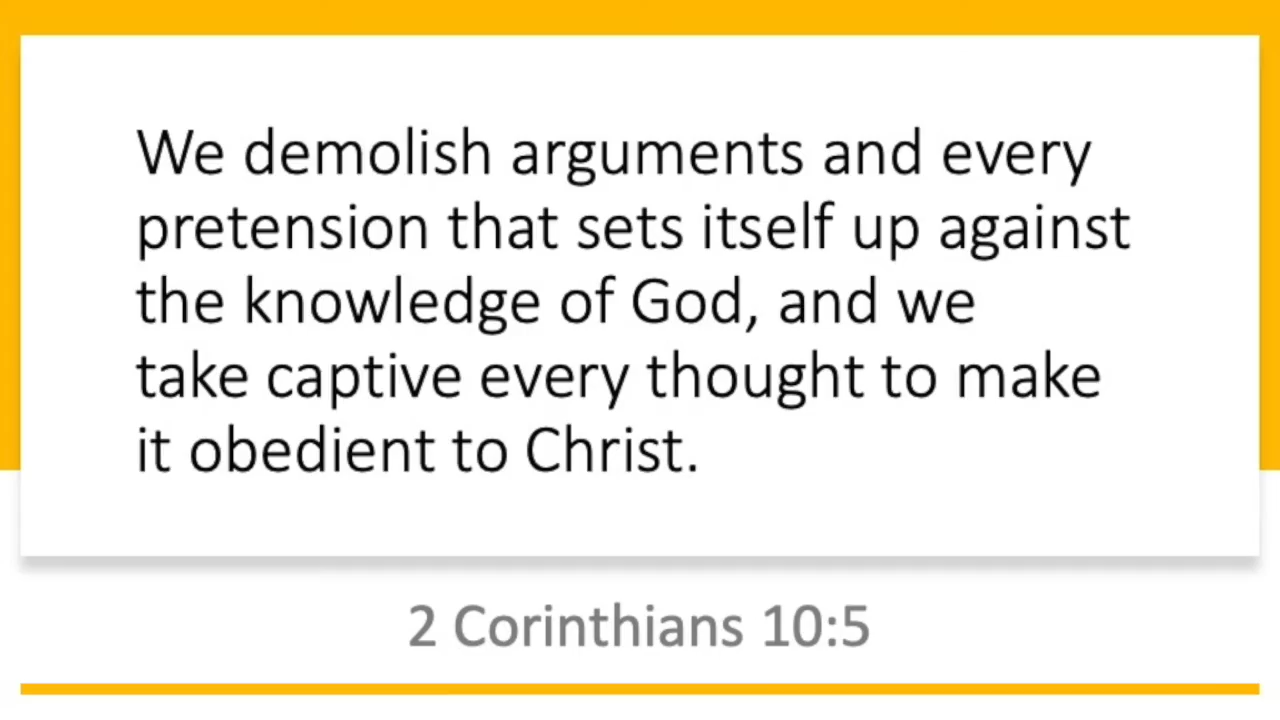 We demolish arguments and every
pretension that sets itself up against
the knowledge of God, and we
take captive every thought to make
it obedient to Christ.
2 Corinthians 10:5